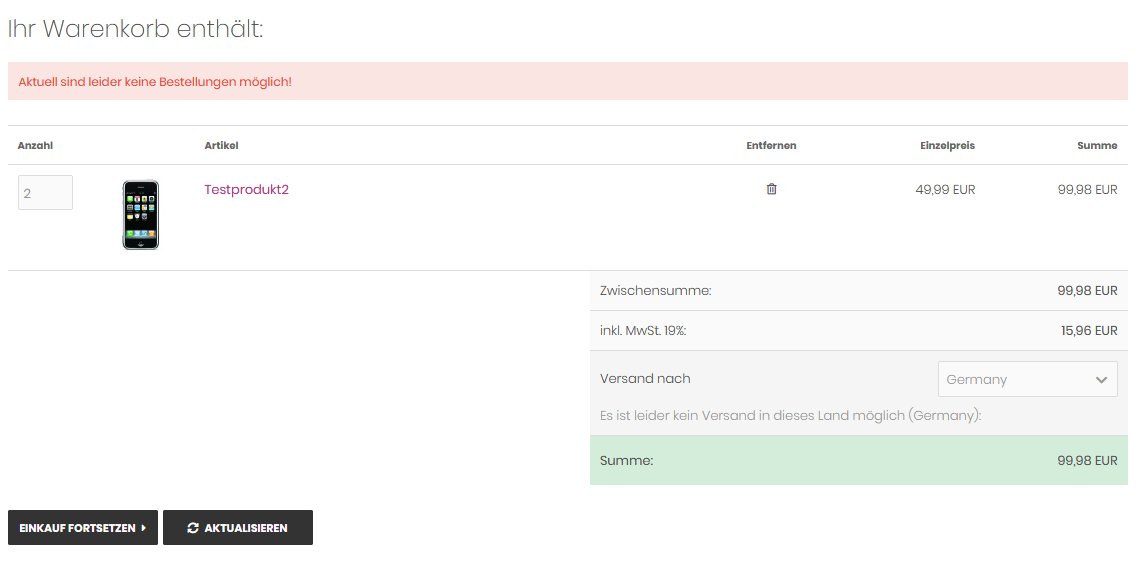 Ihr Warenkorb enthält:
Aktuell sind leider keine Bestellungen möglich!
Anzahl Artikel Entfernen Einzelpreis Summe
2 Testprodukt2 49,99 EUR 99,98 EUR
Zwischensumme: 99,98 EUR
inkl. MwSt. 19%: 15,96 EUR
Versand nach Germany
Es ist leider kein Versand in dieses Land möglich (Germany):
Summe: 99,98 EUR
EINKAUF FORTSETZEN AKTUALISIEREN